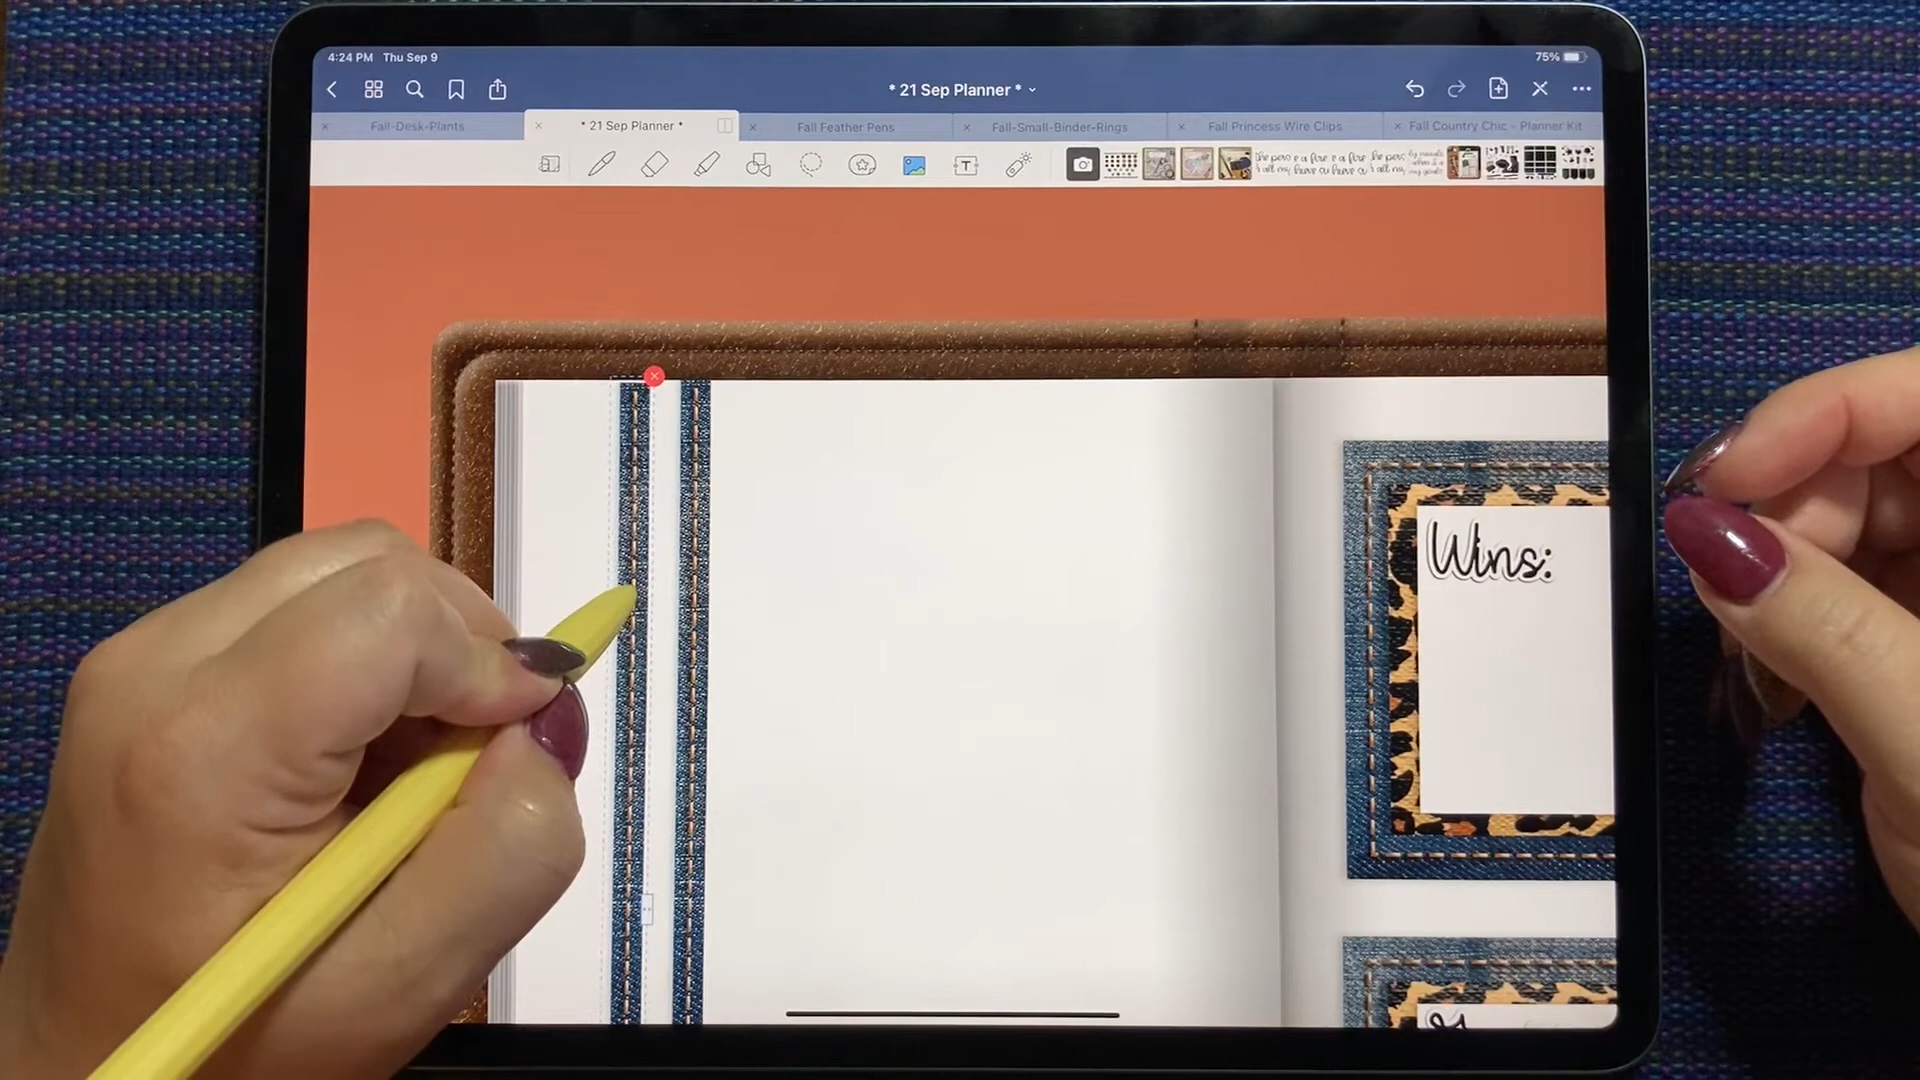 4:24 PM Thu Sep 9
75%
* 21 Sep Planner *
Fall-Desk-Plants
* 21 Sep Planner *
Fall Feather Pens
Fall-Small-Binder-Rings
Fall Princess Wire Clips
Fall Country Chic - Planner Kit
T
Wins: